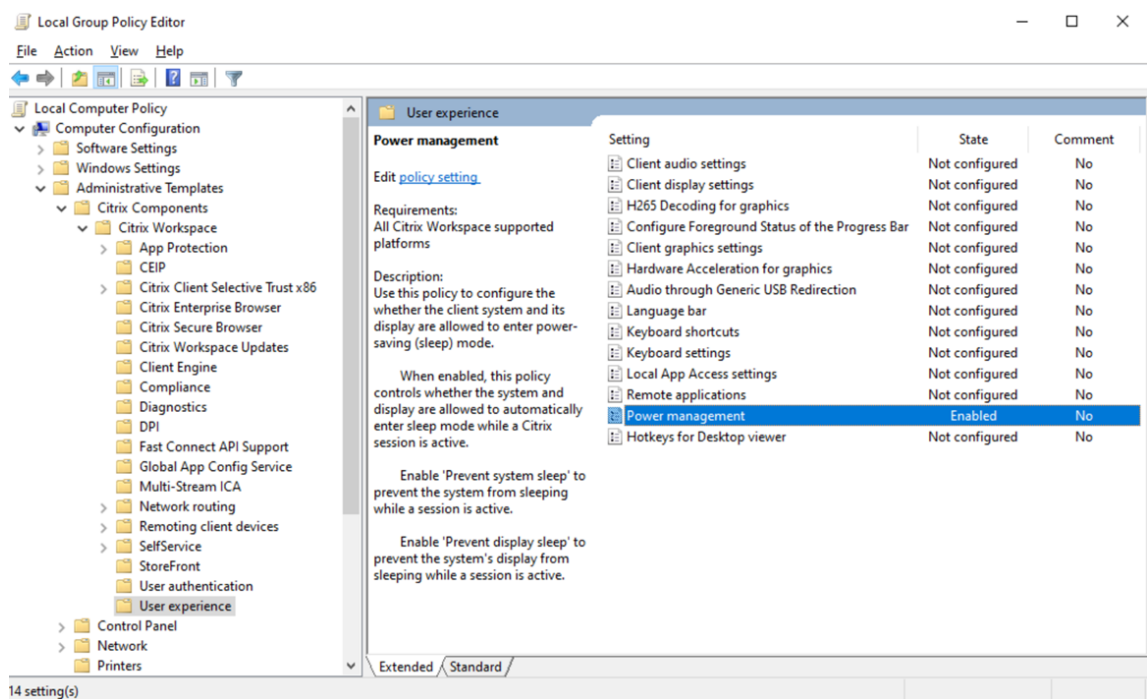 Local Group Policy Editor
File Action View Help
Local Computer Policy
Computer Configuration
Software Settings
Windows Settings
Administrative Templates
Citrix Components
Citrix Workspace
App Protection
CEIP
Citrix Client Selective Trust x86
Citrix Enterprise Browser
Citrix Secure Browser
Citrix Workspace Updates
Client Engine
Compliance
Diagnostics
DPI
Fast Connect API Support
Global App Config Service
Multi-Stream ICA
Network routing
Remoting client devices
SelfService
StoreFront
User authentication
User experience
Control Panel
Network
Printers
User experience
Power management
Edit policy setting
Requirements:
All Citrix Workspace supported
platforms
Description:
Use this policy to configure the
whether the client system and its
display are allowed to enter power-
saving (sleep) mode.
When enabled, this policy
controls whether the system and
display are allowed to automatically
enter sleep mode while a Citrix
session is active.
Enable 'Prevent system sleep' to
prevent the system from sleeping
while a session is active.
Enable 'Prevent display sleep' to
prevent the system's display from
sleeping while a session is active.
Setting State Comment
Client audio settings Not configured No
Client display settings Not configured No
H265 Decoding for graphics Not configured No
Configure Foreground Status of the Progress Bar Not configured No
Client graphics settings Not configured No
Hardware Acceleration for graphics Not configured No
Audio through Generic USB Redirection Not configured No
Language bar Not configured No
Keyboard shortcuts Not configured No
Keyboard settings Not configured No
Local App Access settings Not configured No
Remote applications Not configured No
Power management Enabled No
Hotkeys for Desktop viewer Not configured No
Extended Standard
14 setting(s)